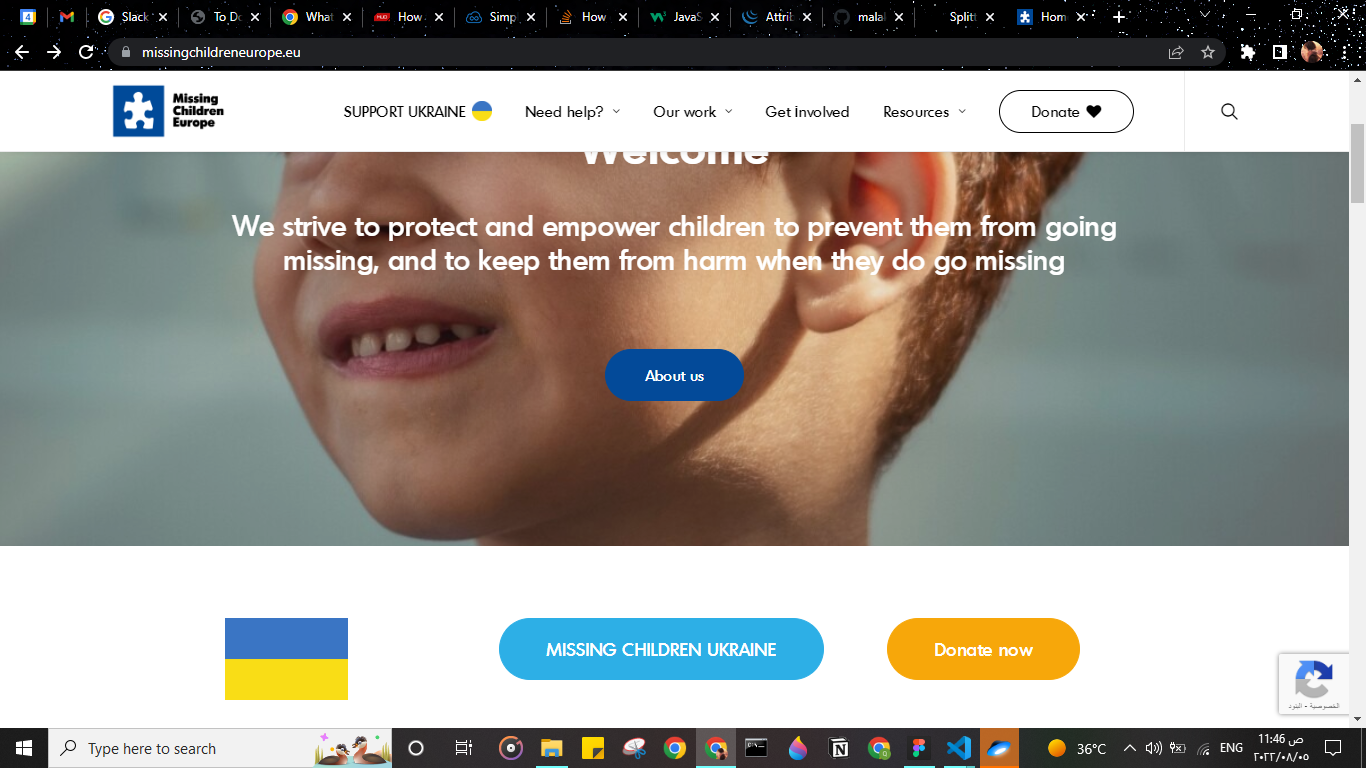 Slack
To Do
What
How
Simp
How
JavaS
Attrib
malal
Splitt
Hom
missingchildreneurope.eu
Missing
Children
Europe
SUPPORT UKRAINE
Need help?
Our work
Get Involved
Resources
Donate
Welcome
We strive to protect and empower children to prevent them from going
missing, and to keep them from harm when they do go missing
About us
MISSING CHILDREN UKRAINE
Donate now
الخصوصية - البنود
Type here to search
36°C
ENG
11:46 ص
٢٠٢٢/٠٨/٠٥